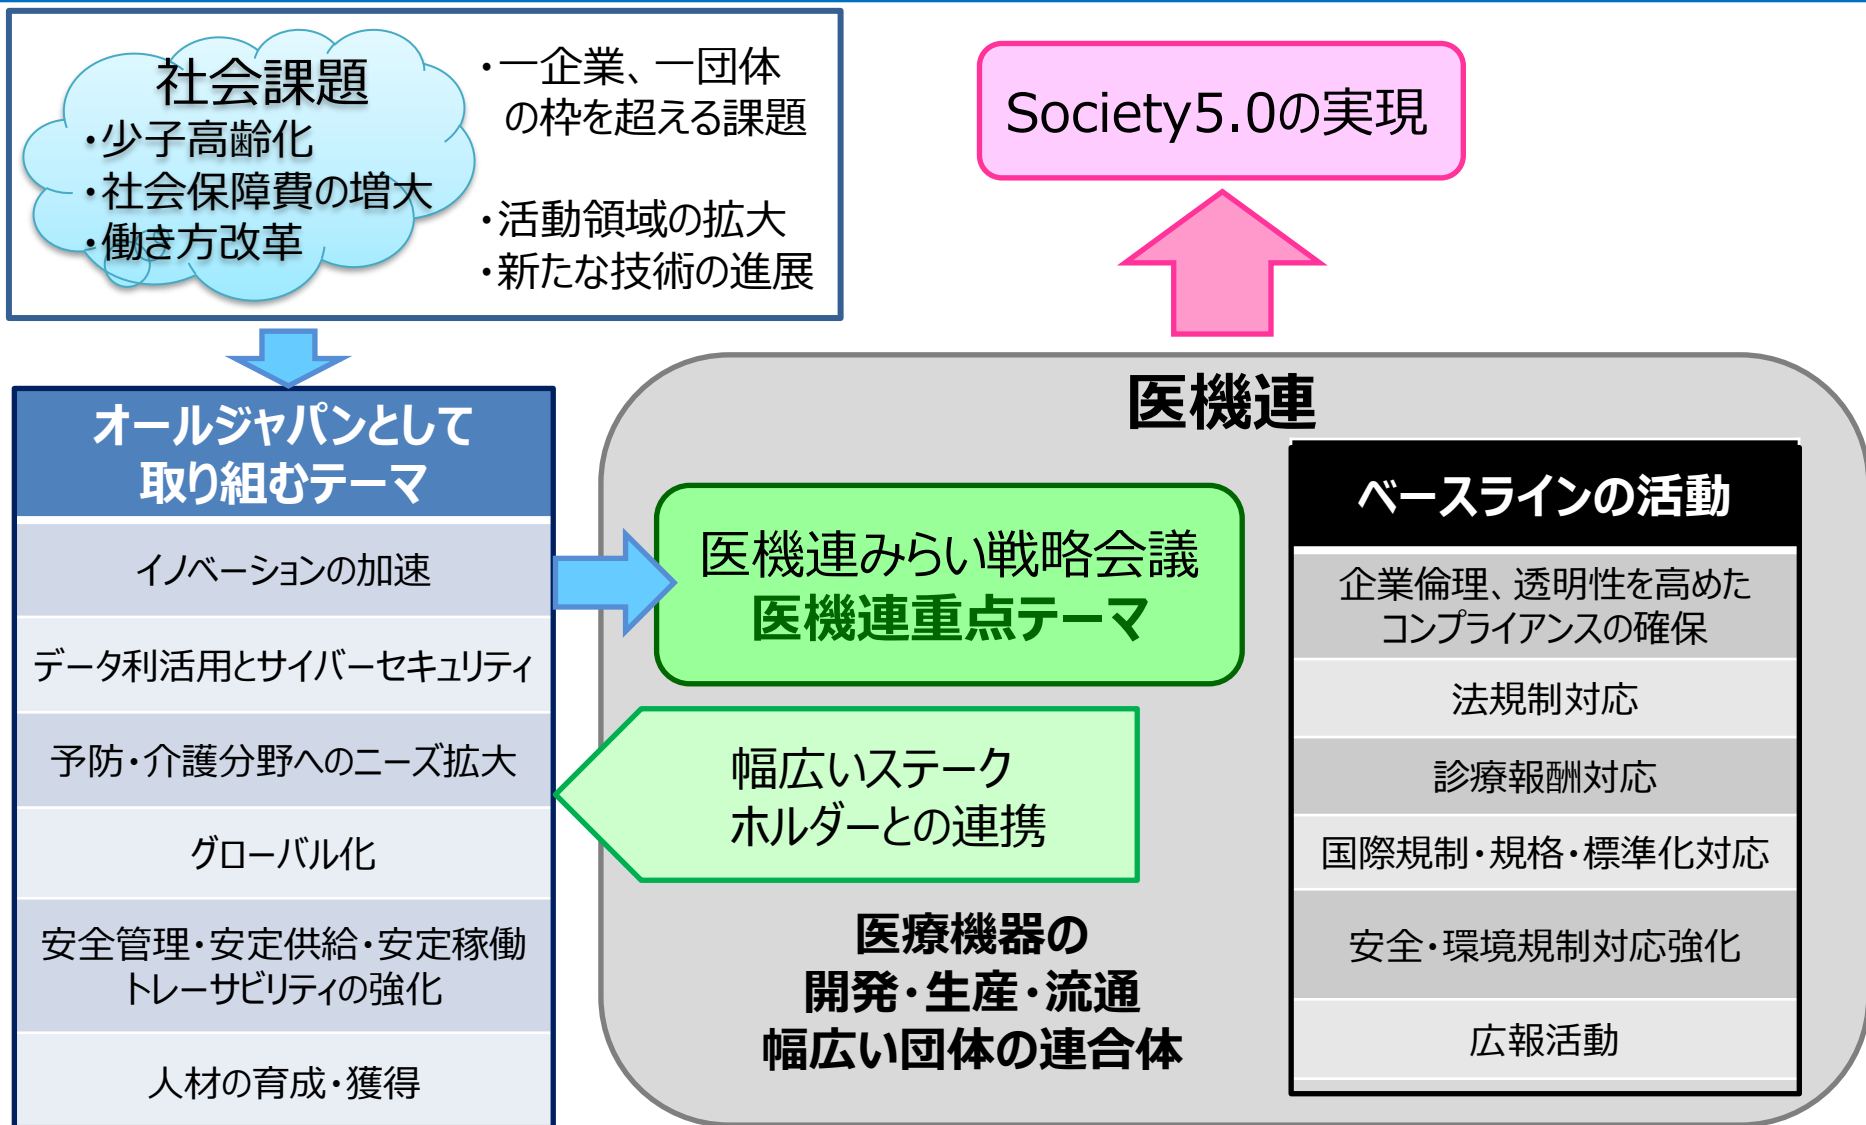 社会課題
・少子高齢化
・社会保障費の増大
・働き方改革
・一企業、一団体
の枠を超える課題
・活動領域の拡大
・新たな技術の進展
Society5.0の実現
オールジャパンとして
取り組むテーマ
イノベーションの加速
データ利活用とサイバーセキュリティ
予防・介護分野へのニーズ拡大
グローバル化
安全管理・安定供給・安定稼働
トレーサビリティの強化
人材の育成・獲得
医機連
医機連みらい戦略会議
医機連重点テーマ
幅広いステーク
ホルダーとの連携
医療機器の
開発・生産・流通
幅広い団体の連合体
ベースラインの活動
企業倫理、透明性を高めた
コンプライアンスの確保
法規制対応
診療報酬対応
国際規制・規格・標準化対応
安全・環境規制対応強化
広報活動